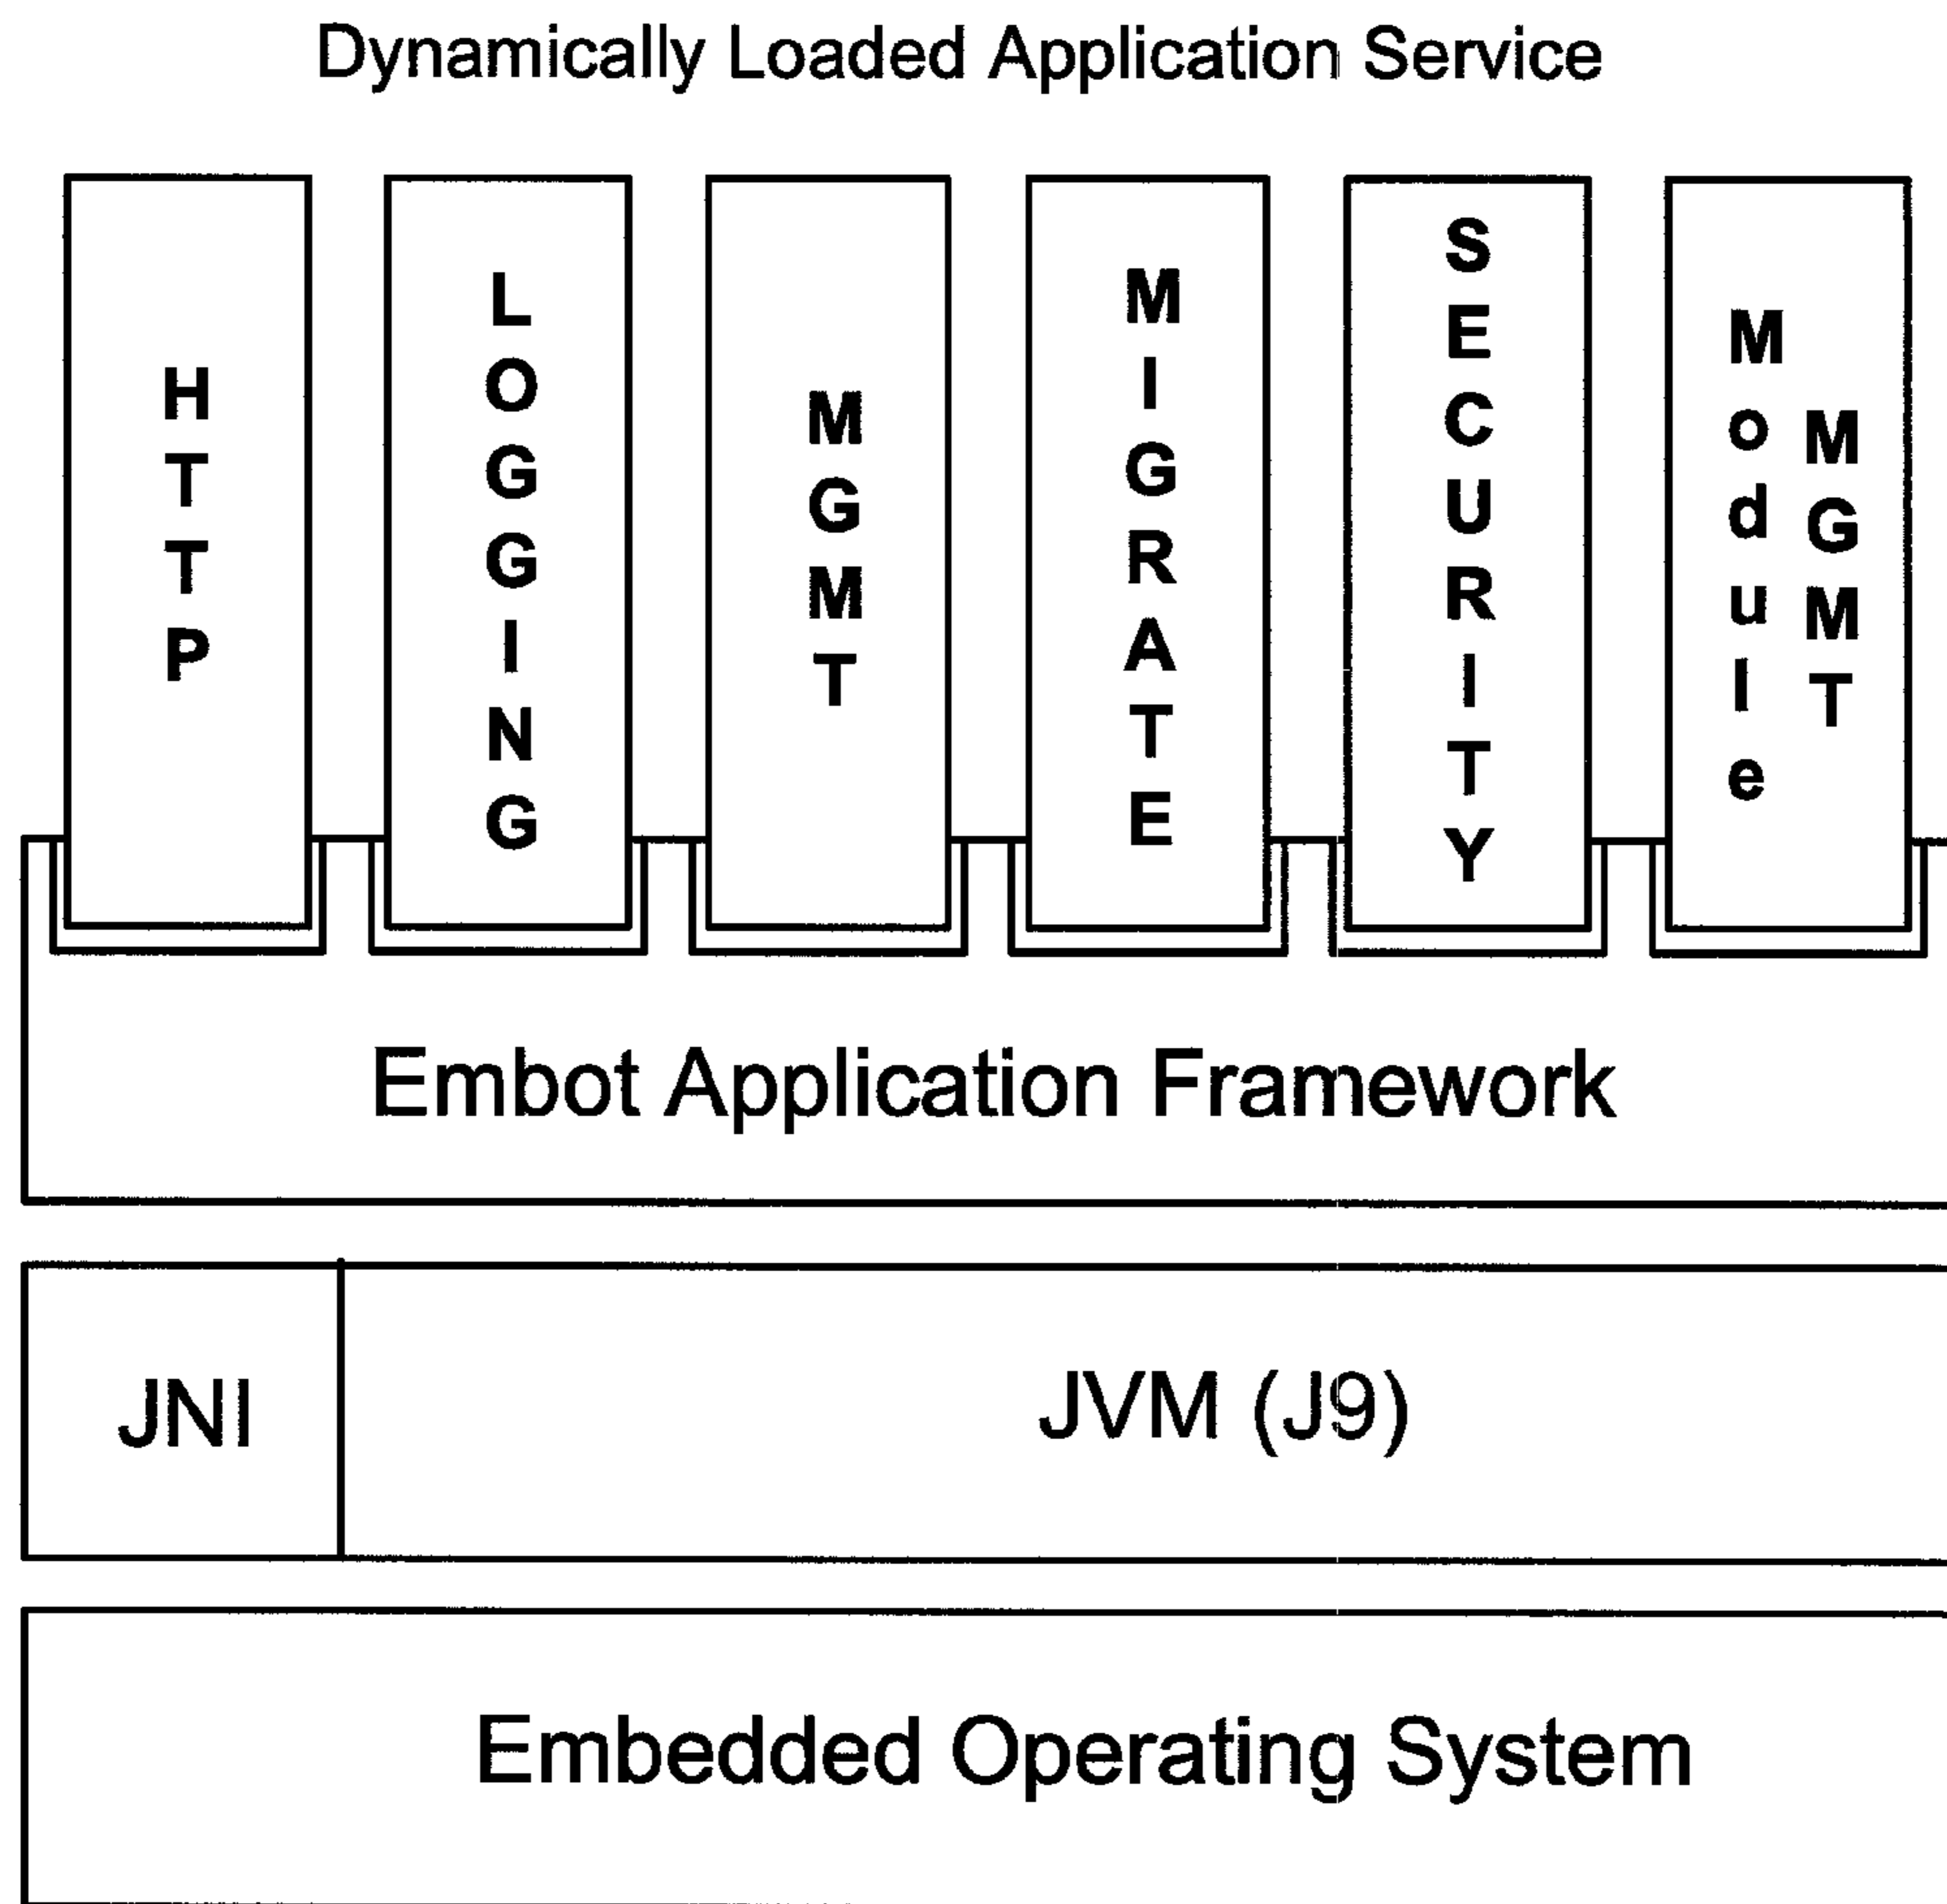 Dynamically Loaded Application Service
HTTP
LOGGING
MGMT
MIGRATE
SECURITY
Module
MGMT
Embot Application Framework
JNI
JVM (J9)
Embedded Operating System